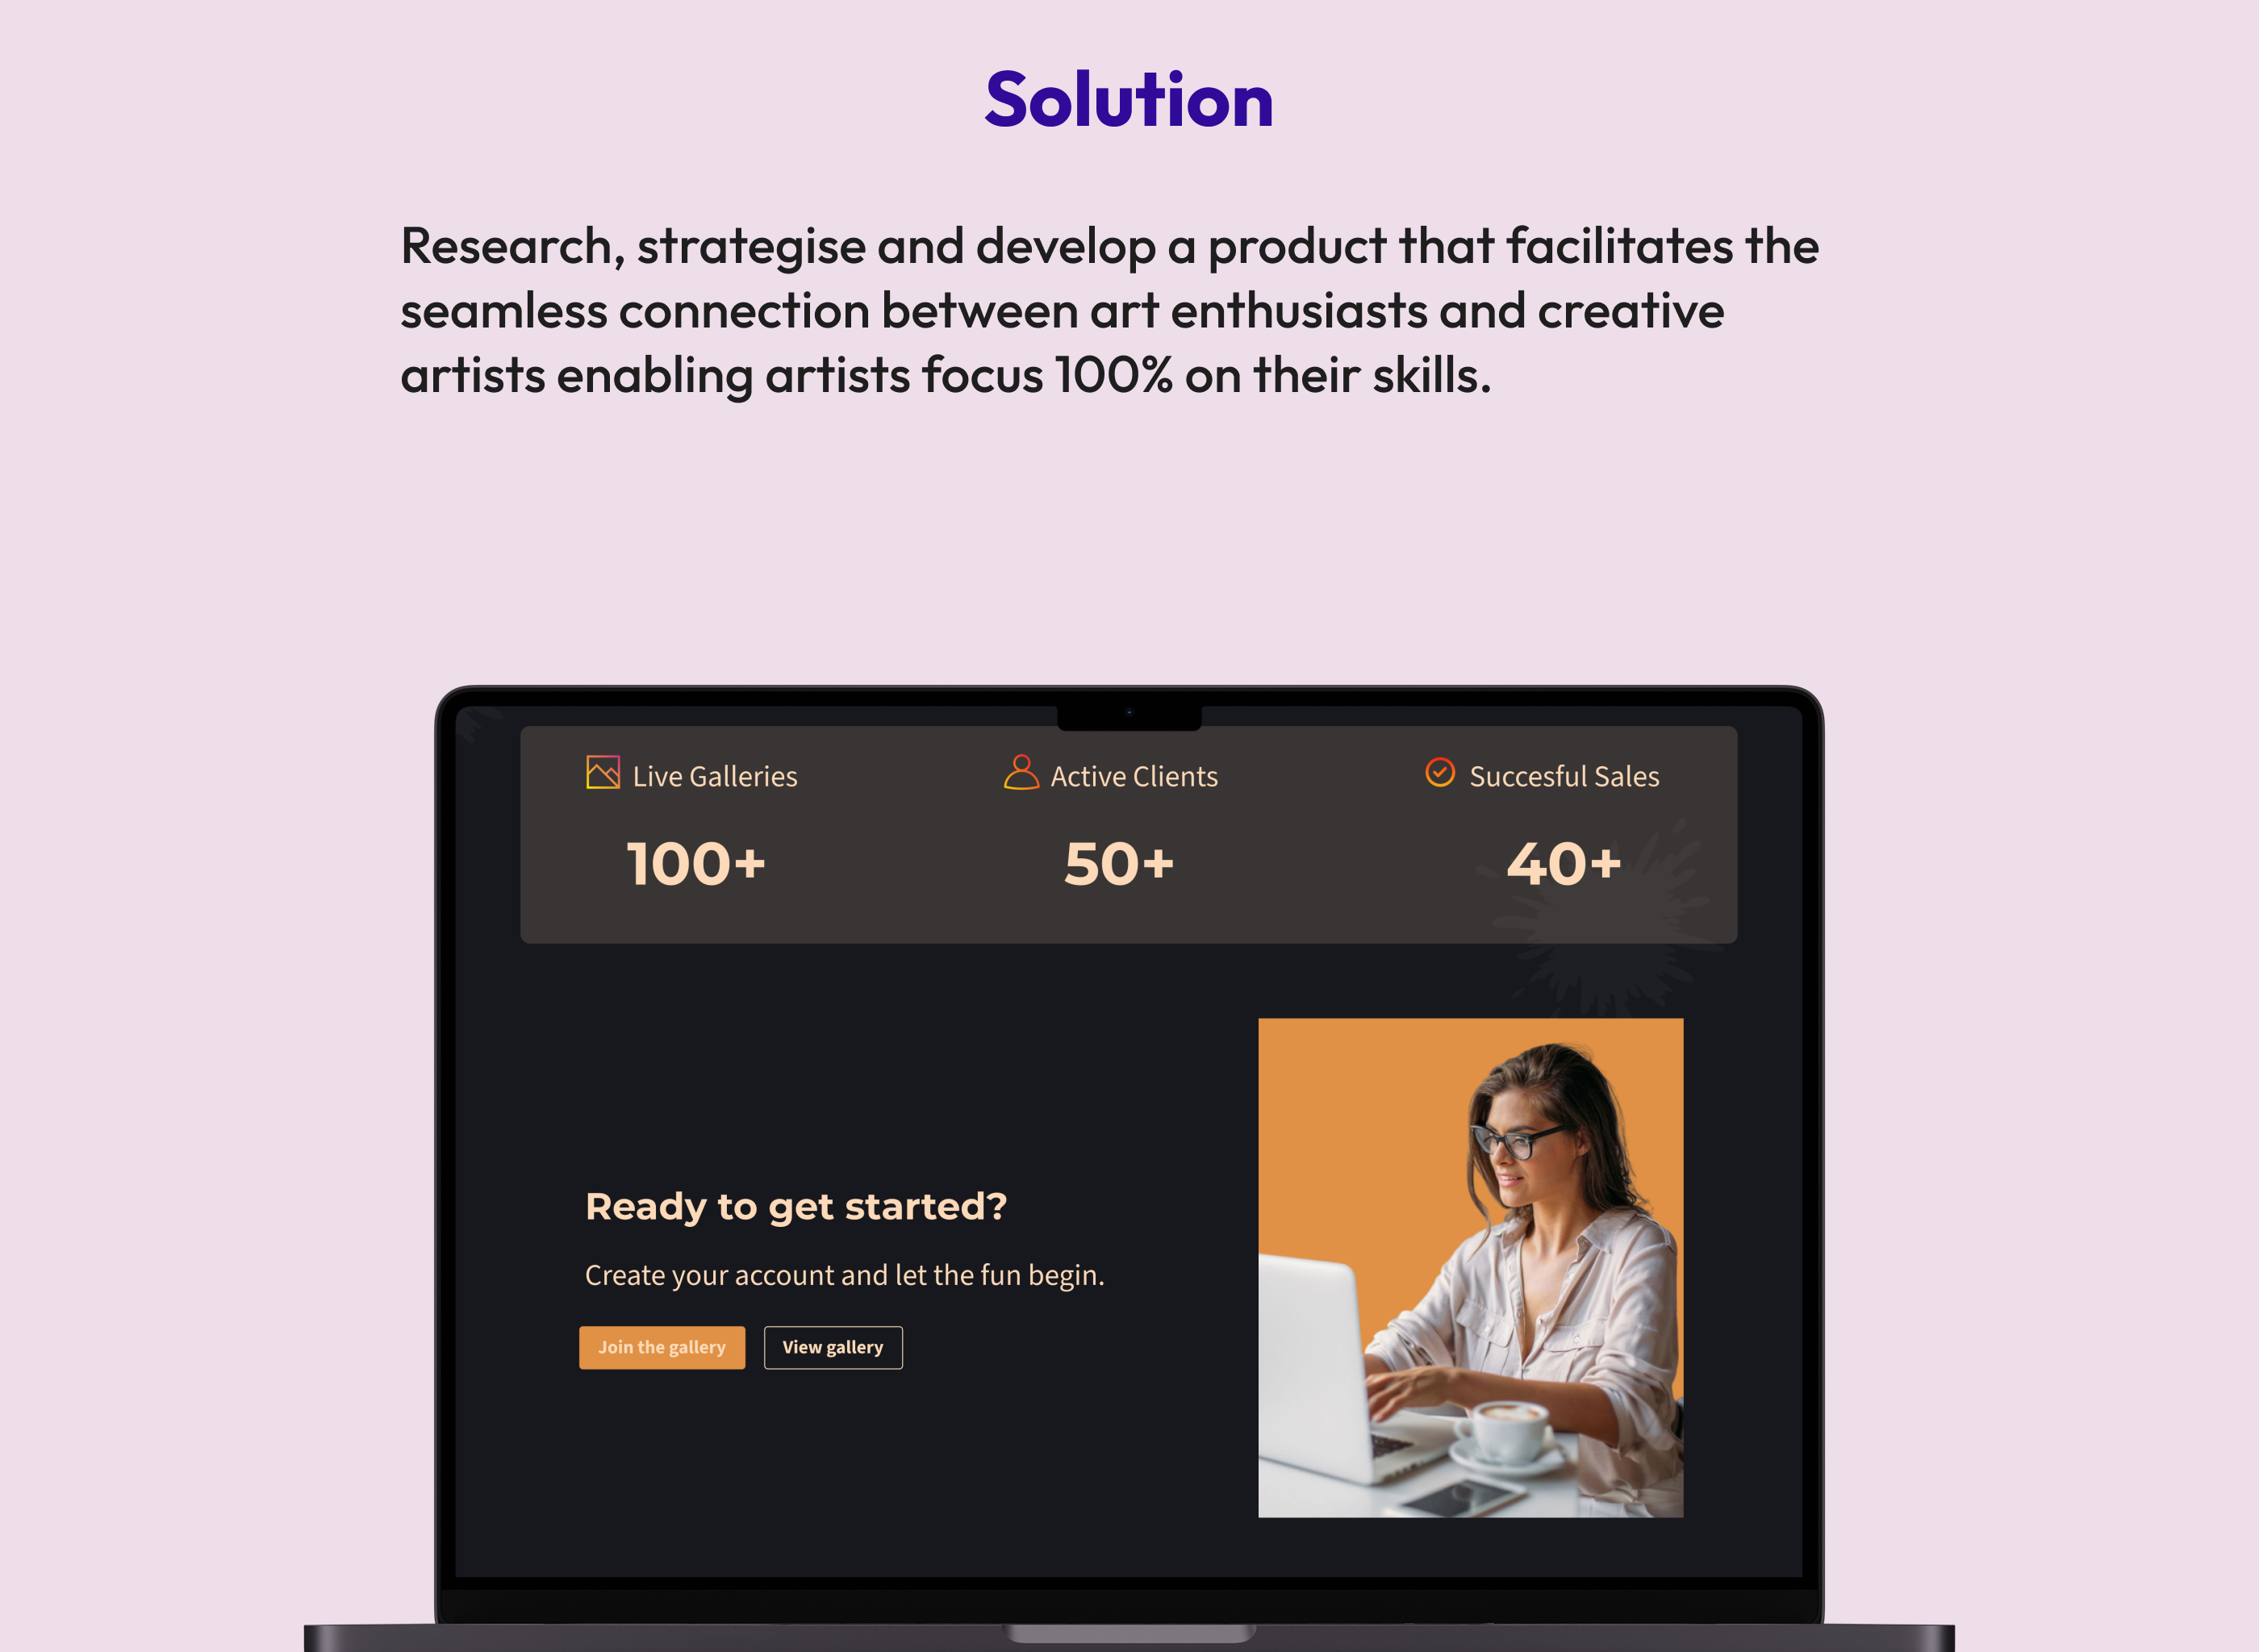 Solution
Research, strategise and develop a product that facilitates the
seamless connection between art enthusiasts and creative
artists enabling artists focus 100% on their skills.
Live Galleries
Active Clients
Succesful Sales
100+
50+
40+
Ready to get started?
Create your account and let the fun begin.
Join the gallery
View gallery